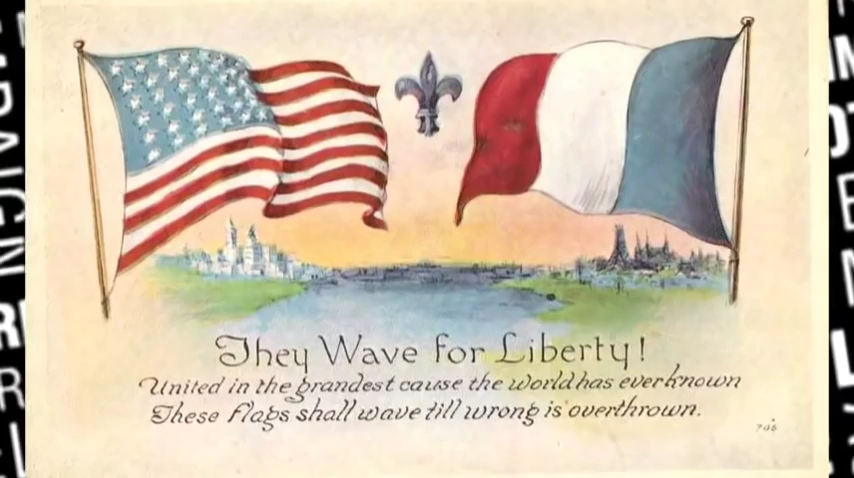 They Wave for Liberty!
United in the grandest cause the world has ever known
These flags shall wave till wrong is overthrown.